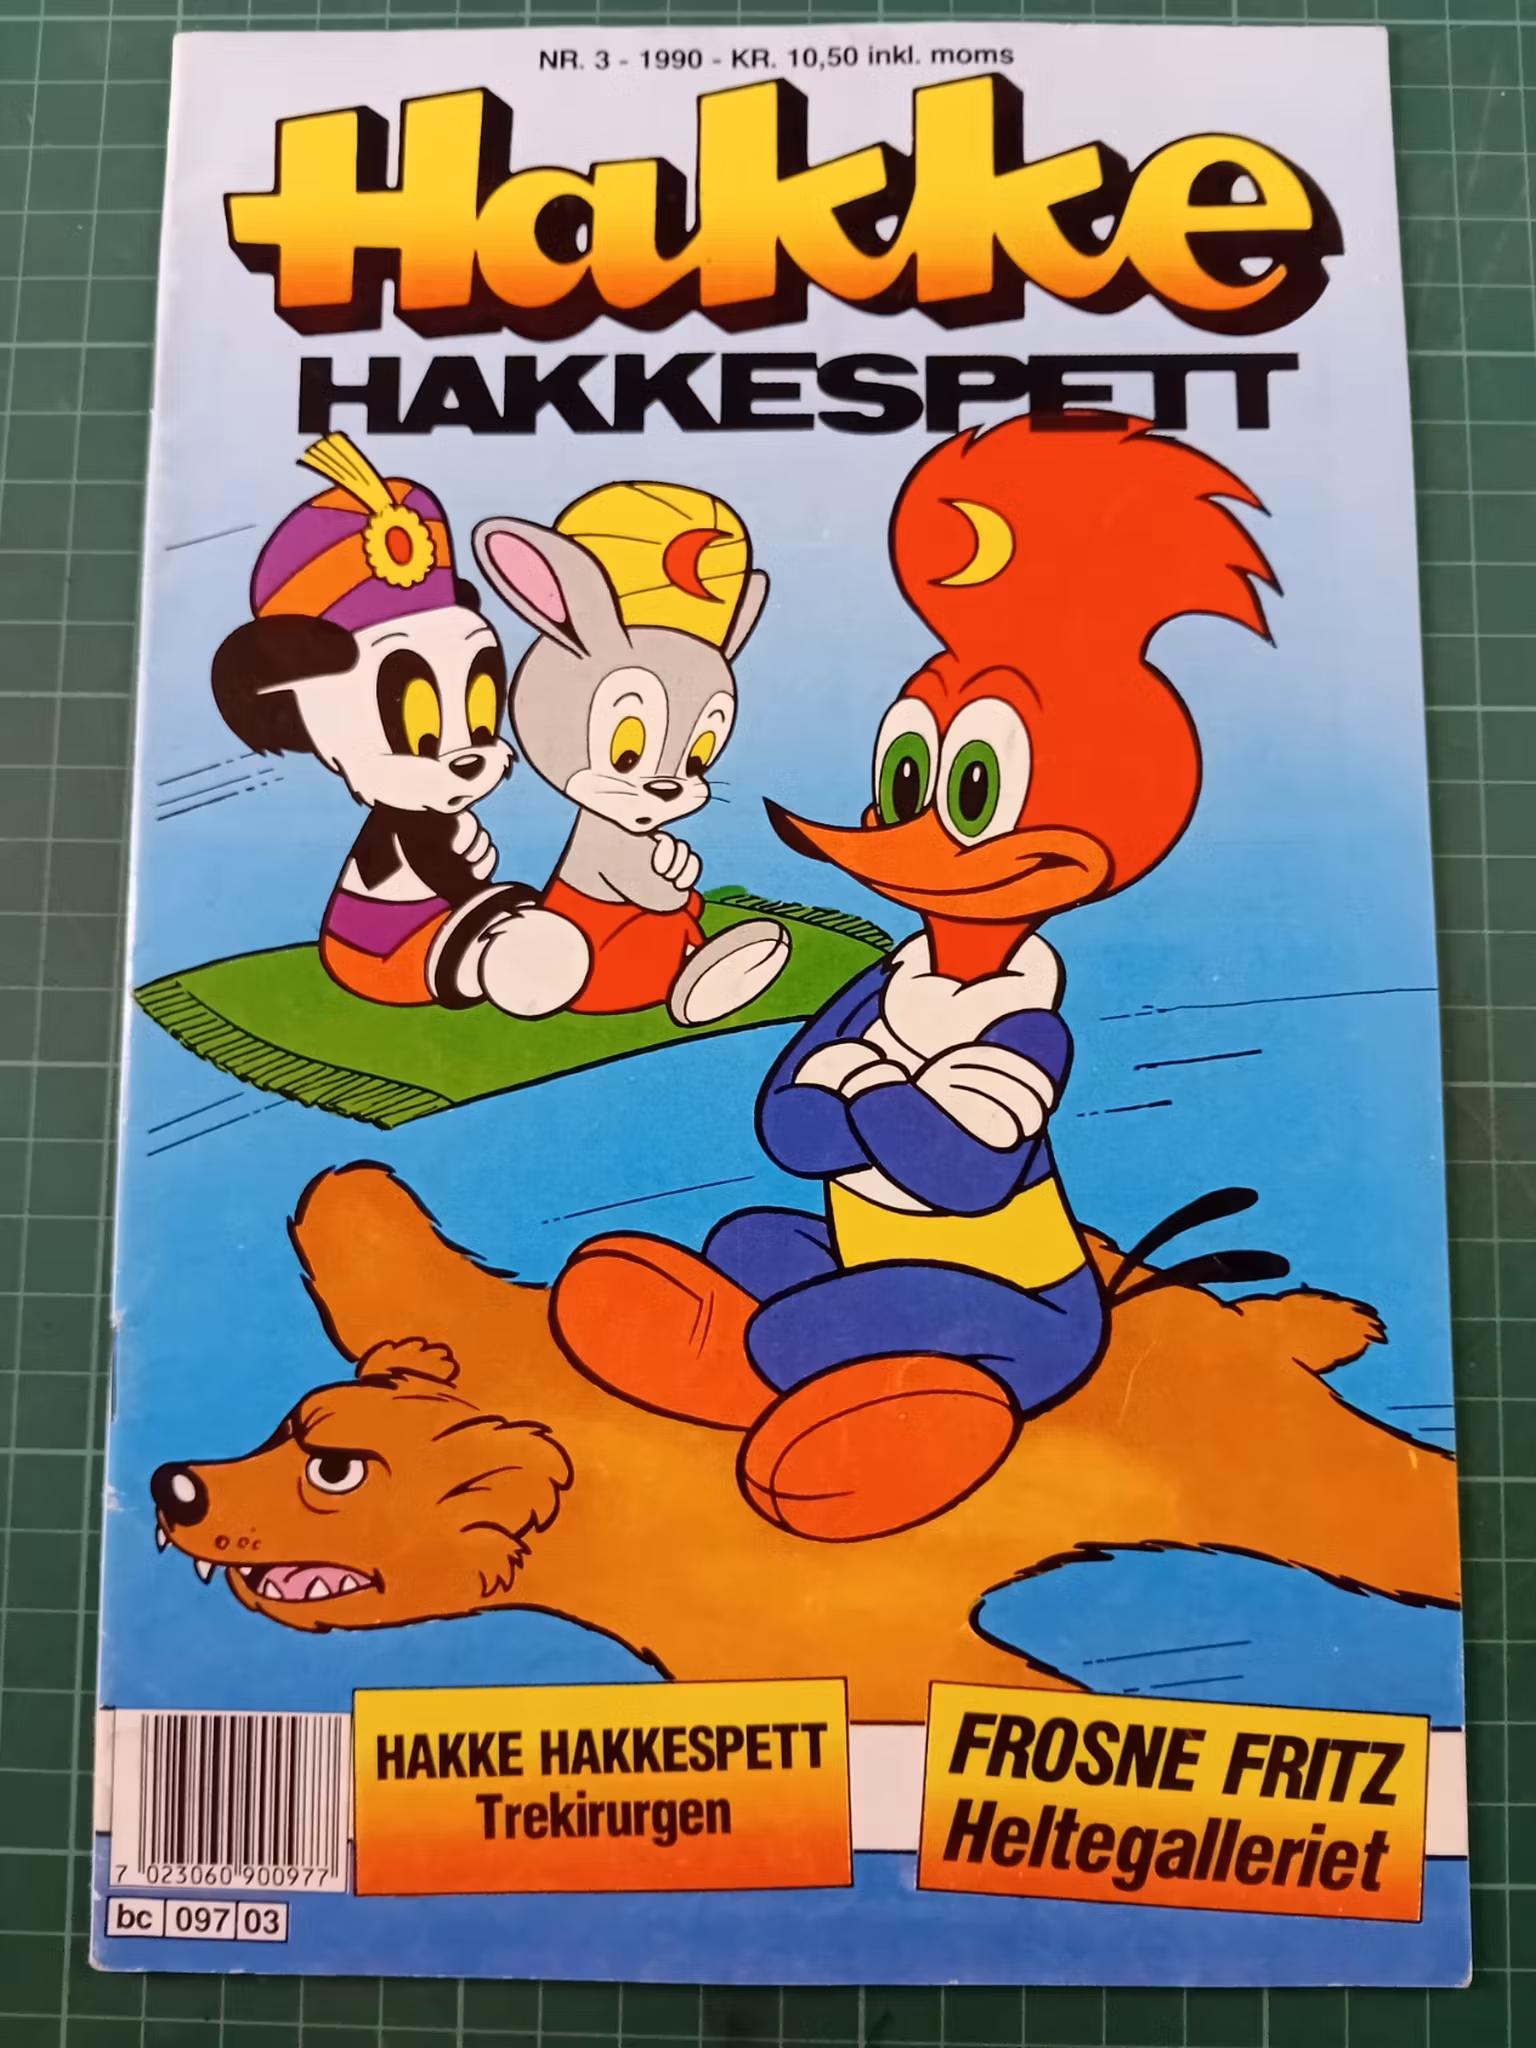 NR. 3 - 1990 - KR. 10,50 inkl. moms
Hakke
HAKKESPETT
HAKKE HAKKESPETT
Trekirurgen
FROSNE FRITZ
Heltegalleriet
7 023060 900977
bc 097 03